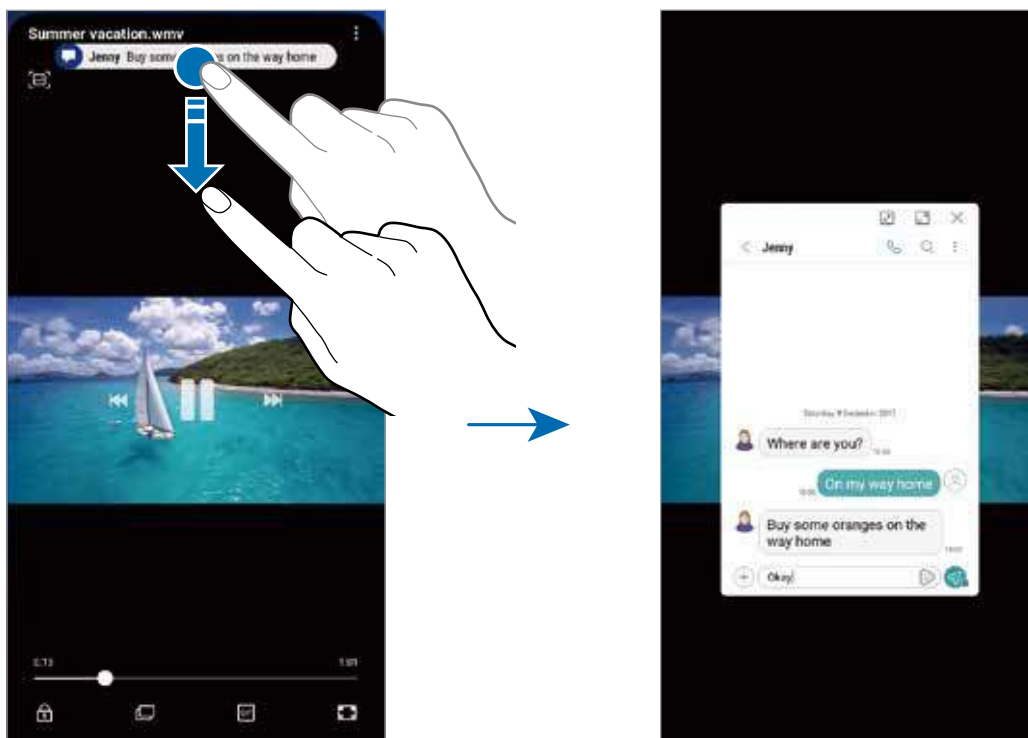 Summer vacation.wmv
Jenny Buy some s on the way home
Jenny
Where are you?
On my way home
Buy some oranges on the
way home
Okay